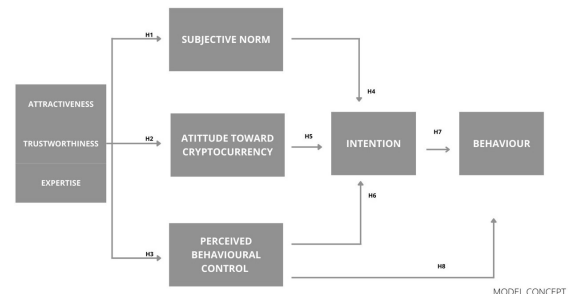 H1
SUBJECTIVE NORM
H4
ATTRACTIVENESS
TRUSTWORTHINESS
EXPERTISE
H2
ATITTUDE TOWARD
CRYPTOCURRENCY
H5
INTENTION
H7
BEHAVIOUR
H6
H3
PERCEIVED
BEHAVIOURAL
CONTROL
H8
MODEL CONCEPT